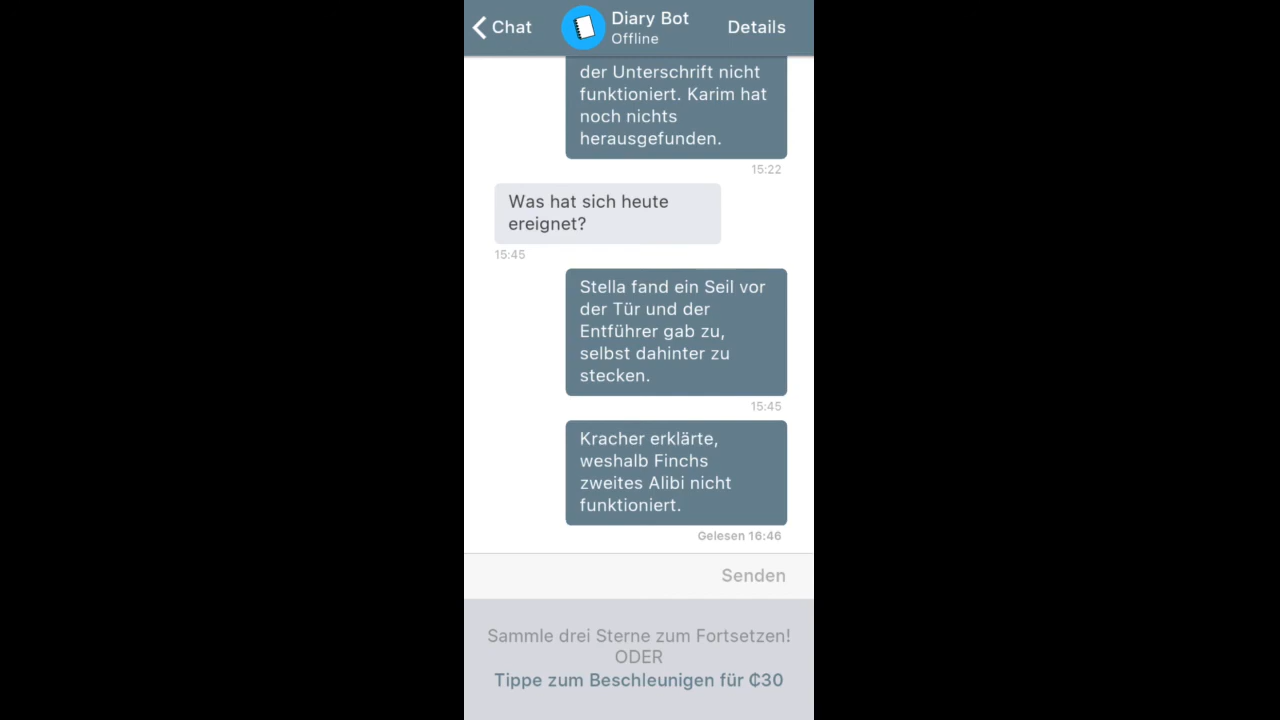 Chat
Diary Bot
Offline
Details
der Unterschrift nicht
funktioniert. Karim hat
noch nichts
herausgefunden.
15:22
Was hat sich heute
ereignet?
15:45
Stella fand ein Seil vor
der Tür und der
Entführer gab zu,
selbst dahinter zu
stecken.
15:45
Kracher erklärte,
weshalb Finchs
zweites Alibi nicht
funktioniert.
Gelesen 16:46
Senden
Sammle drei Sterne zum Fortsetzen!
ODER
Tippe zum Beschleunigen für ₵30